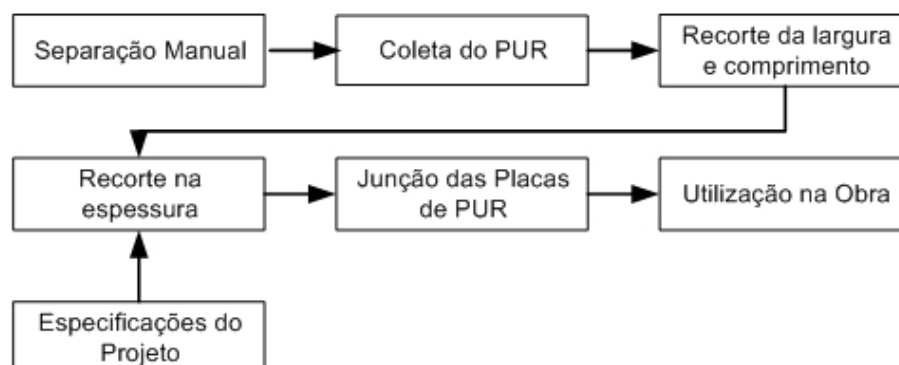 Separação Manual
Coleta do PUR
Recorte da largura
e comprimento
Recorte na
espessura
Junção das Placas
de PUR
Utilização na Obra
Especificações do
Projeto